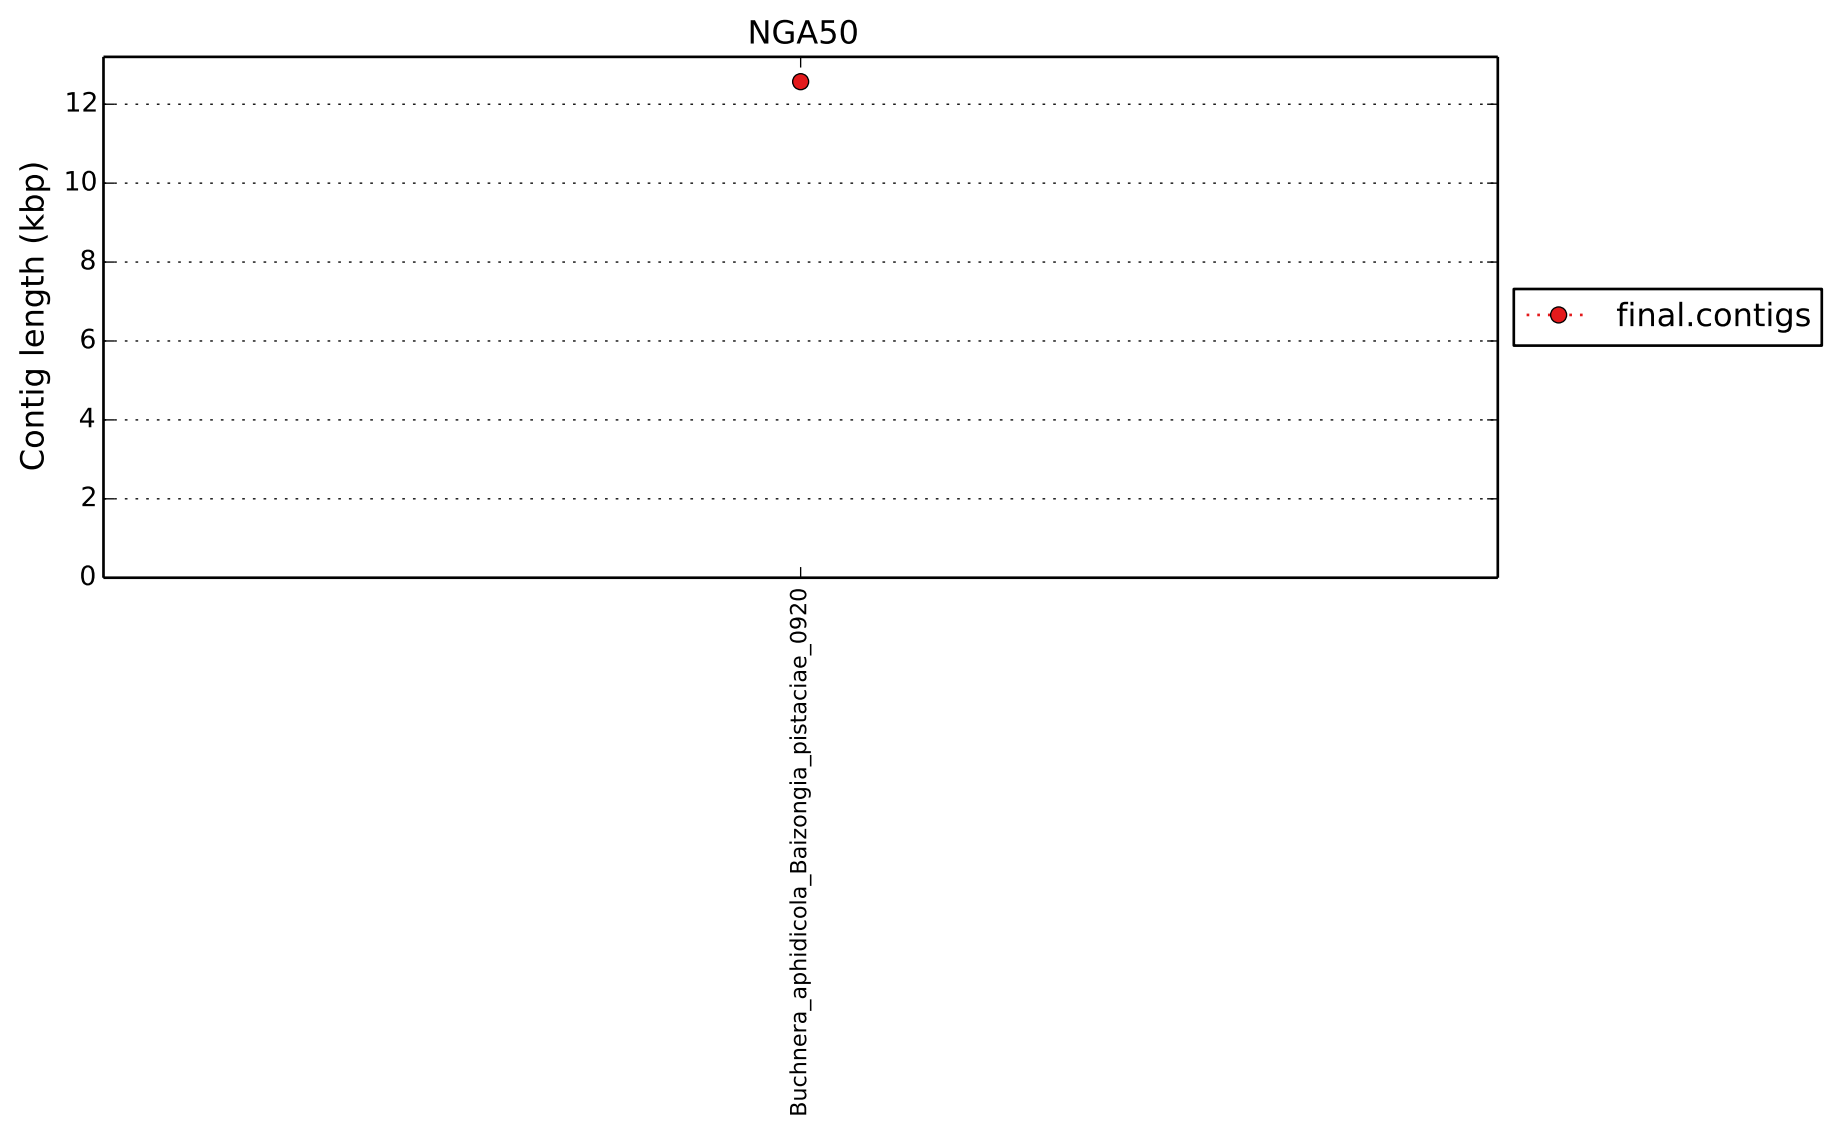 NGA50
Contig length (kbp)
12
10
8
6
4
2
0
final.contigs
Buchnera_aphidicola_Baizongia_pistaciae_0920